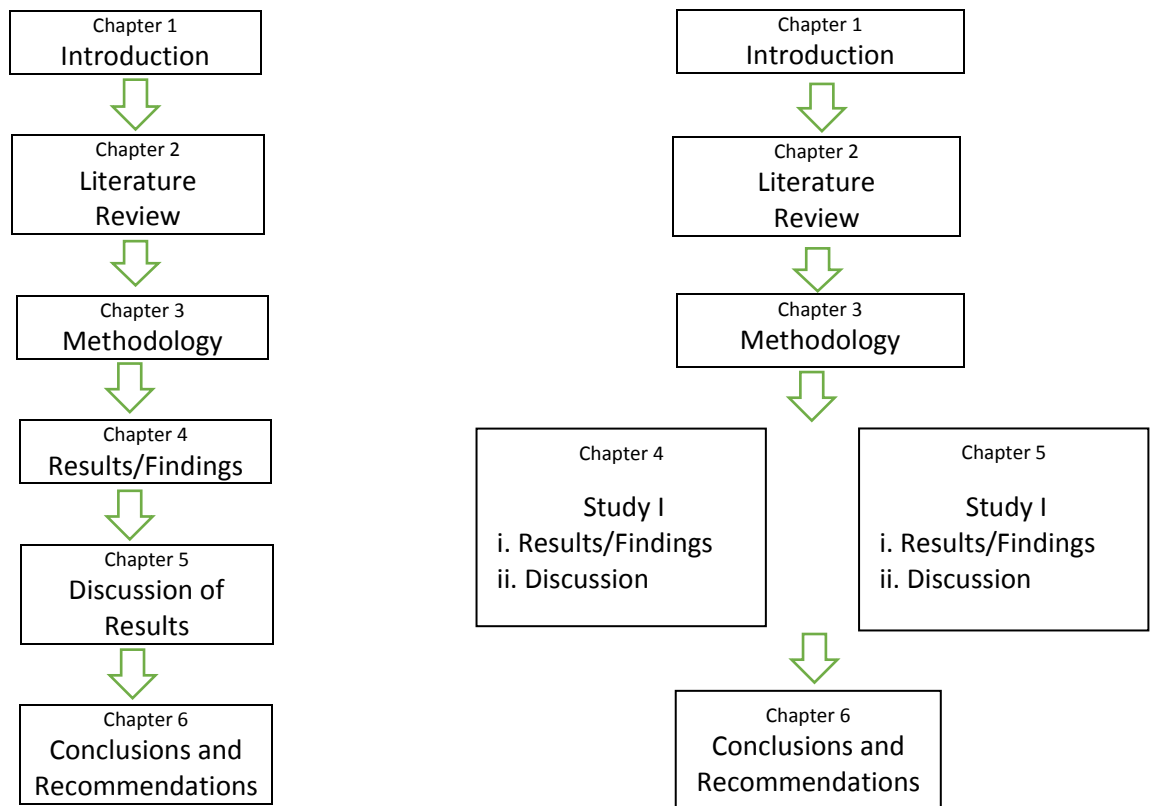 Chapter 1
Introduction
Chapter 2
Literature
Review
Chapter 3
Methodology
Chapter 4
Results/Findings
Chapter 5
Discussion of
Results
Chapter 6
Conclusions and
Recommendations
Chapter 1
Introduction
Chapter 2
Literature
Review
Chapter 3
Methodology
Chapter 4
Study I
i. Results/Findings
ii. Discussion
Chapter 5
Study I
i. Results/Findings
ii. Discussion
Chapter 6
Conclusions and
Recommendations